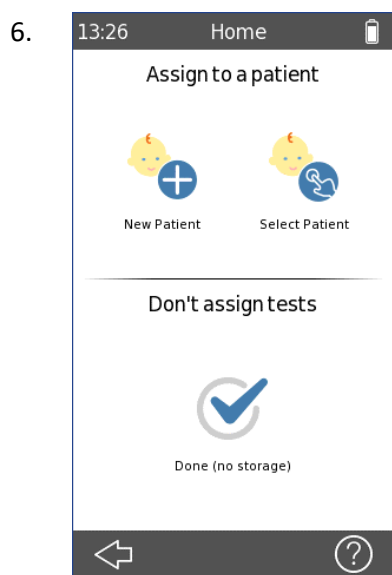 6.
13:26 Home
Assign to a patient
New Patient Select Patient
Don't assign tests
Done (no storage)
?